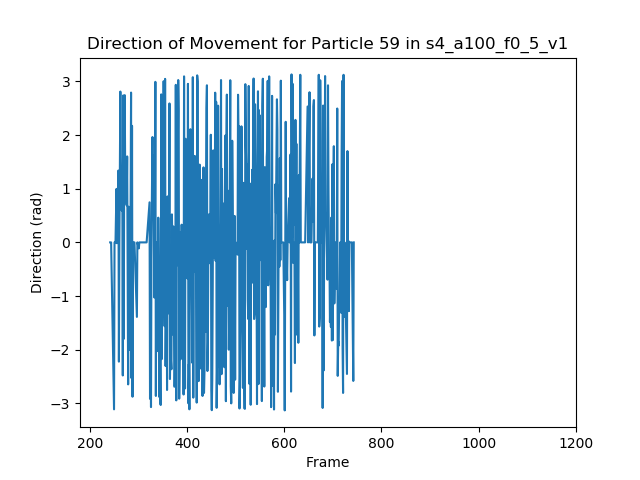 Direction of Movement for Particle 59 in s4_a100_f0_5_v1
3
2
1
0
−1
−2
−3
Direction (rad)
200 400 600 800 1000 1200
Frame